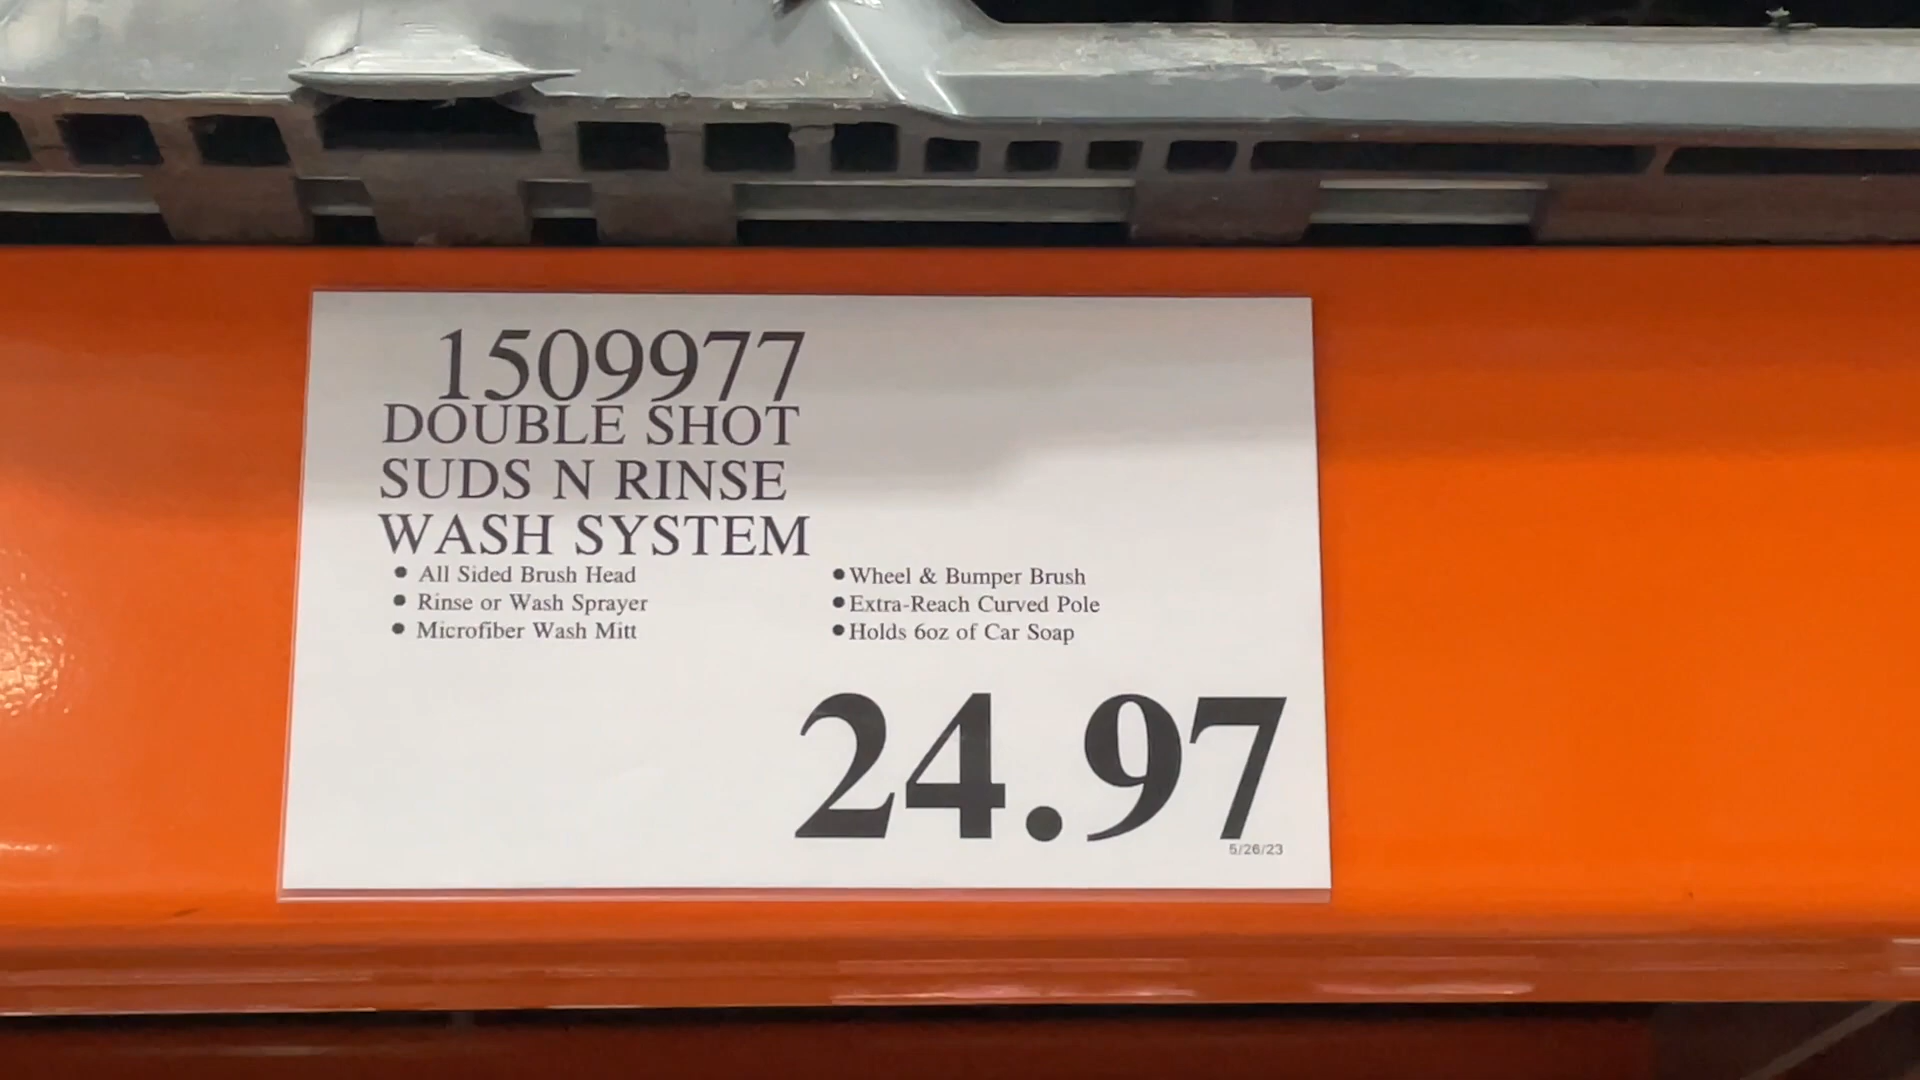 1509977
DOUBLE SHOT
SUDS N RINSE
WASH SYSTEM
• All Sided Brush Head
• Rinse or Wash Sprayer
• Microfiber Wash Mitt
• Wheel & Bumper Brush
• Extra-Reach Curved Pole
• Holds 6oz of Car Soap
24.97
5/26/23